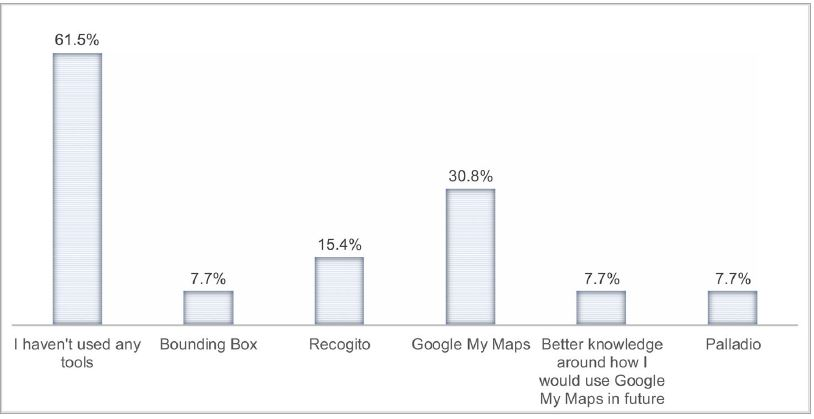 61.5%
30.8%
15.4%
7.7%
7.7%
7.7%
I haven't used any
tools
Bounding Box
Recogito
Google My Maps
Better knowledge
around how I
would use Google
My Maps in future
Palladio